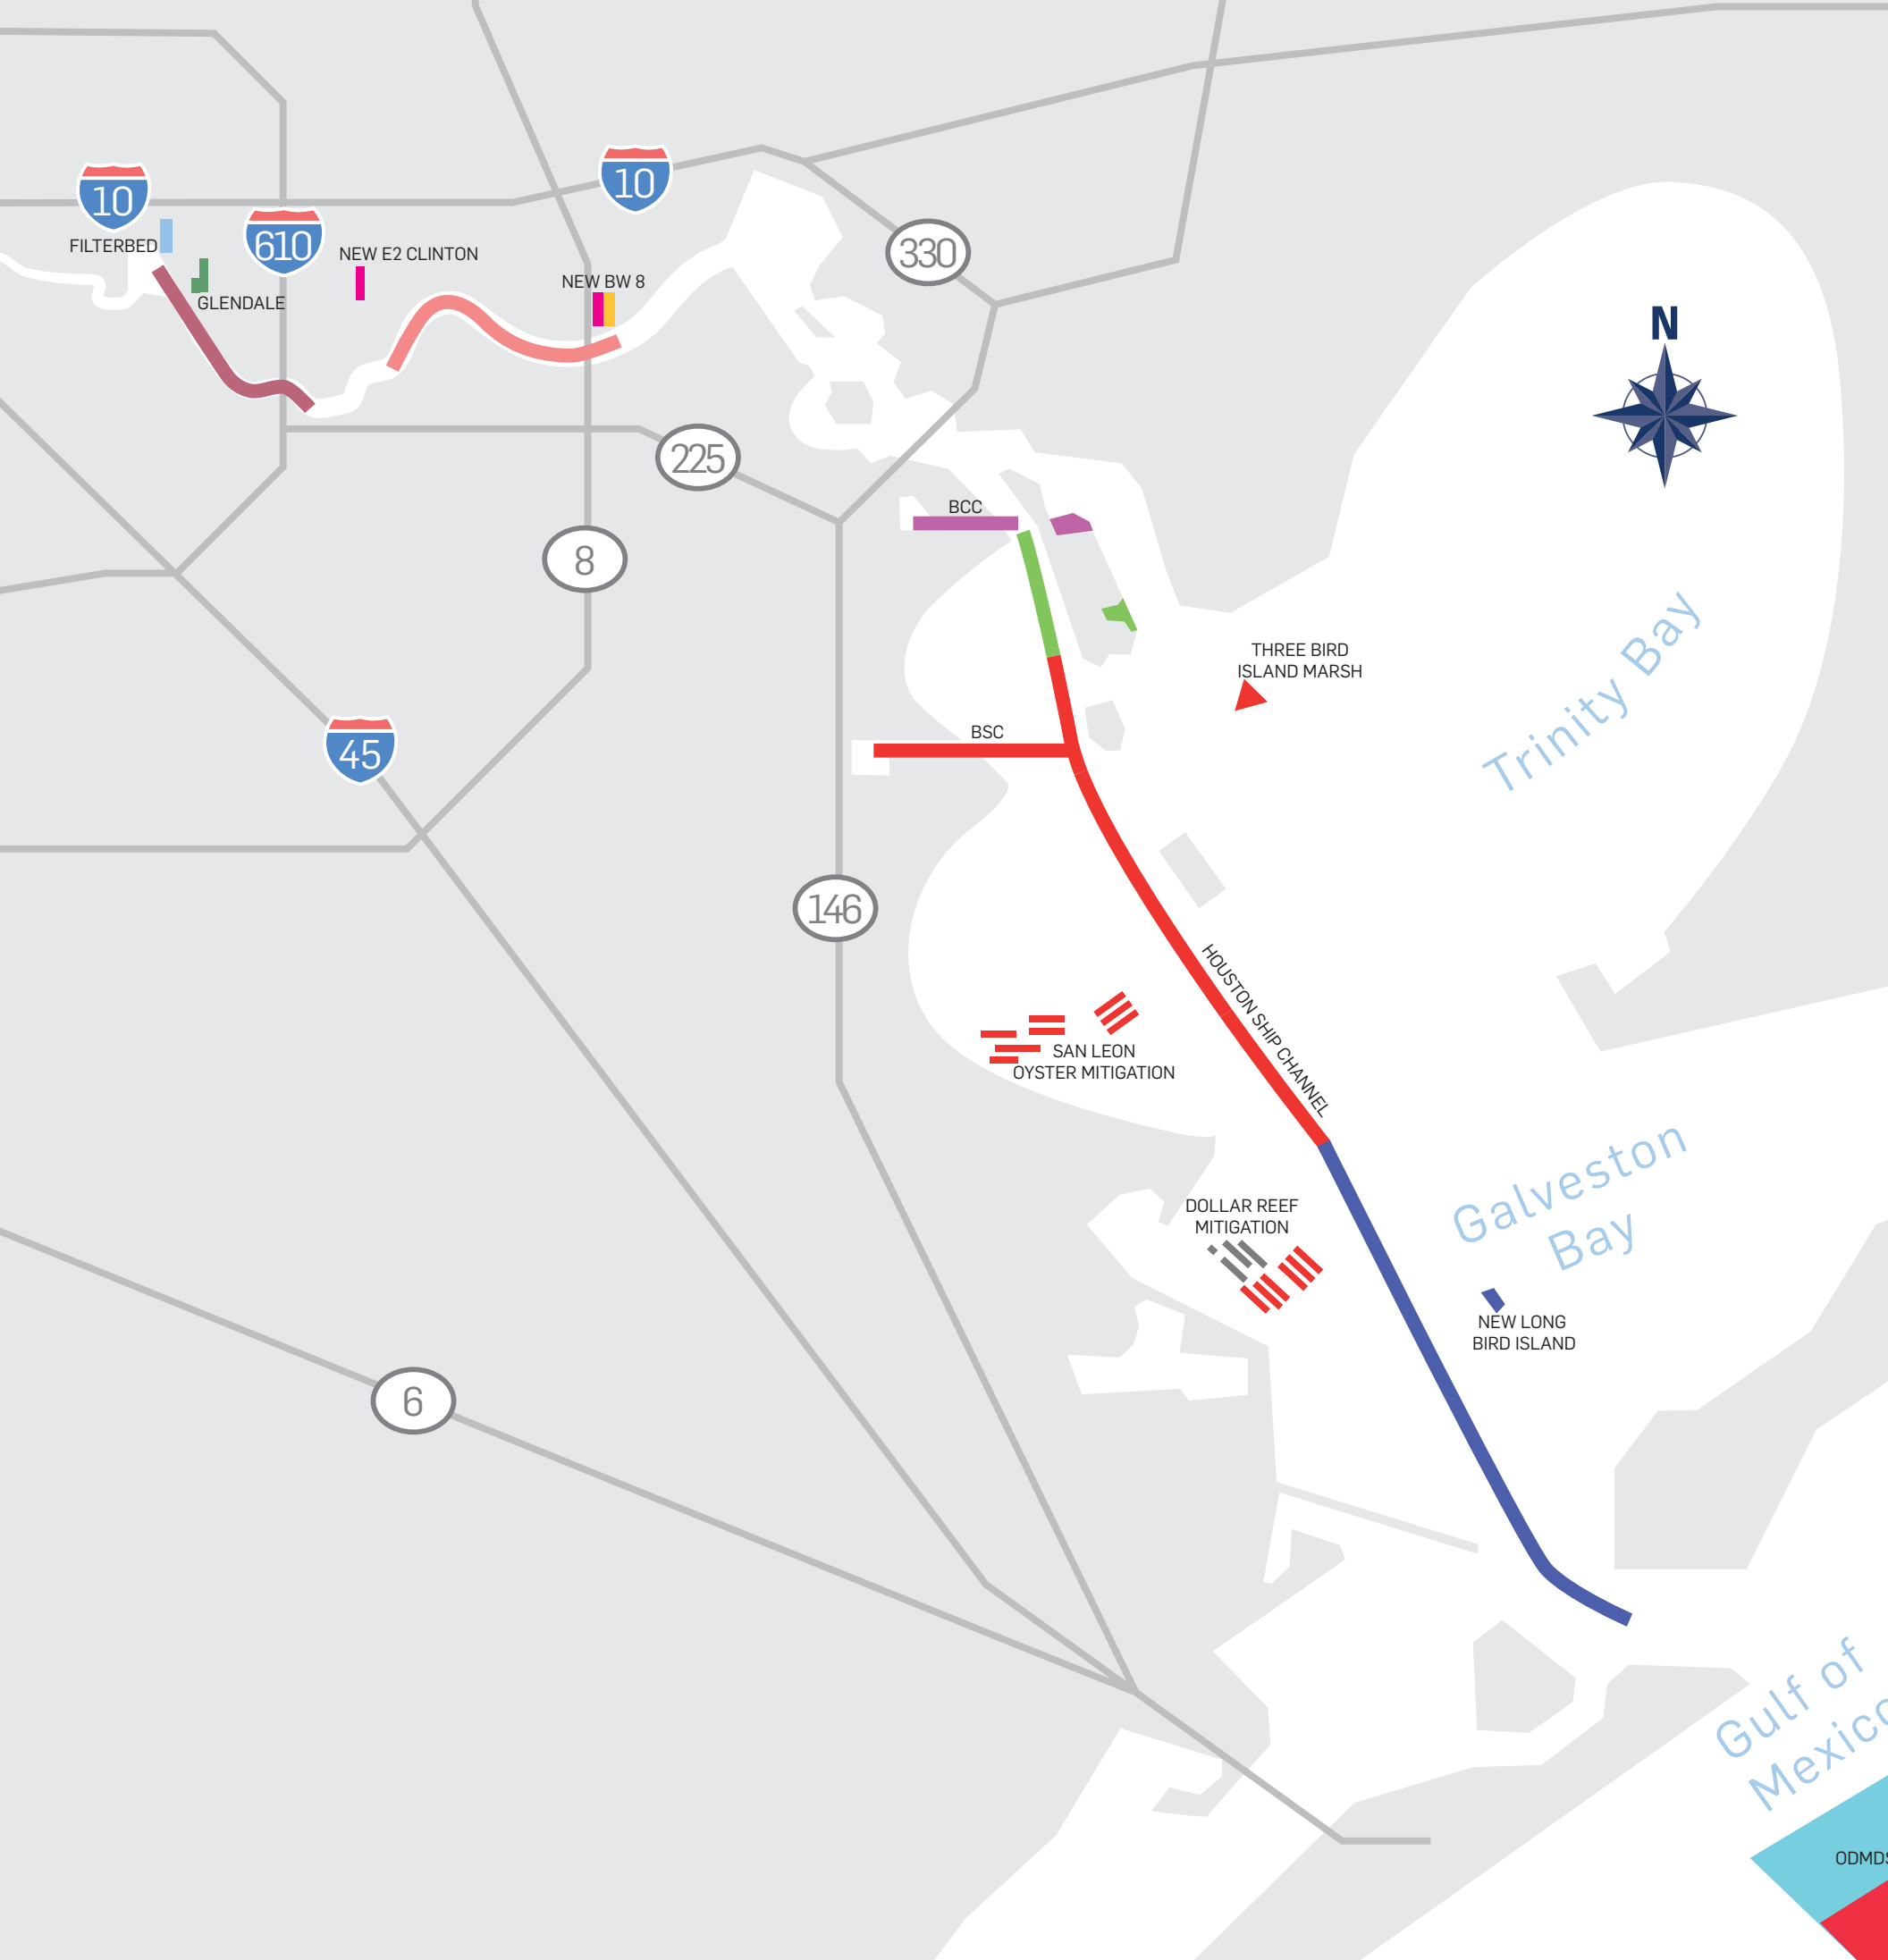 10
10
FILTERBED
610
NEW E2 CLINTON
330
NEW BW 8
GLENDALE
N
225
BCC
8
THREE BIRD
ISLAND MARSH
Trinity Bay
BSC
45
146
HOUSTON SHIP CHANNEL
SAN LEON
OYSTER MITIGATION
Galveston
Bay
DOLLAR REEF
MITIGATION
NEW LONG
BIRD ISLAND
6
Gulf of
Mexico
ODMDS